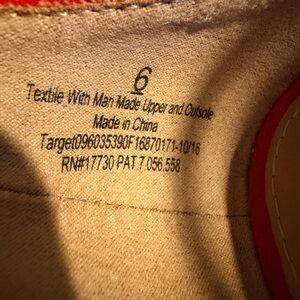 6
Textile With Man Made Upper and Outsole
Made in China
Target096035390F16870171-10/16
RN#17730 PAT 7,056,558